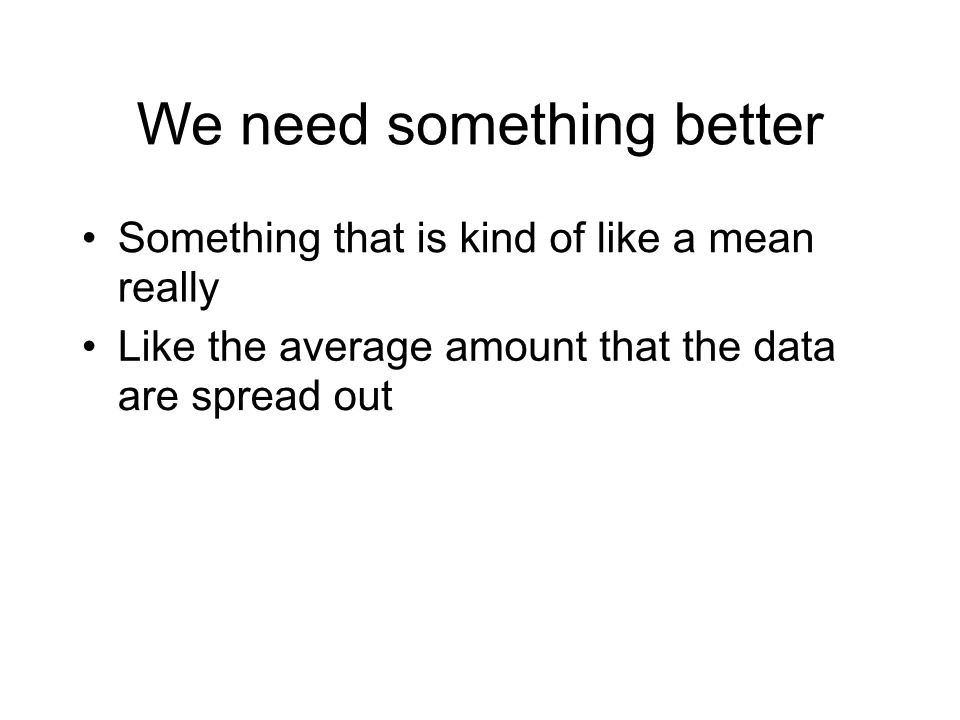 We need something better
• Something that is kind of like a mean
really
• Like the average amount that the data
are spread out